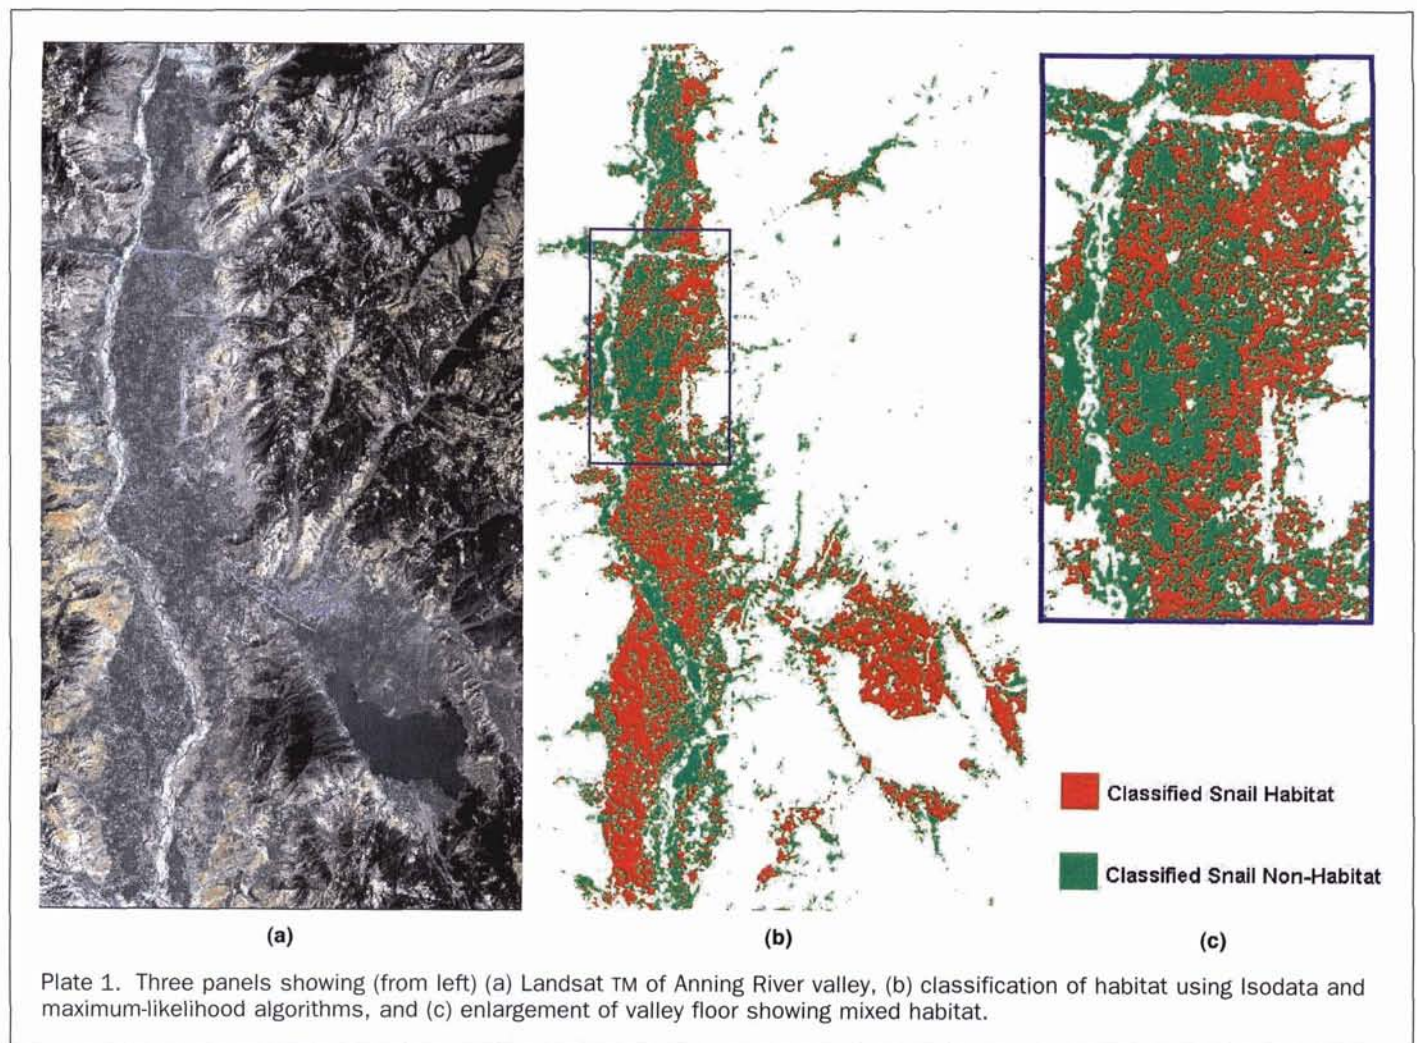 Classified Snail Habitat
Classified Snail Non-Habitat
(a)
(b)
(c)
Plate 1. Three panels showing (from left) (a) Landsat TM of Anning River valley, (b) classification of habitat using Isodata and
maximum-likelihood algorithms, and (c) enlargement of valley floor showing mixed habitat.